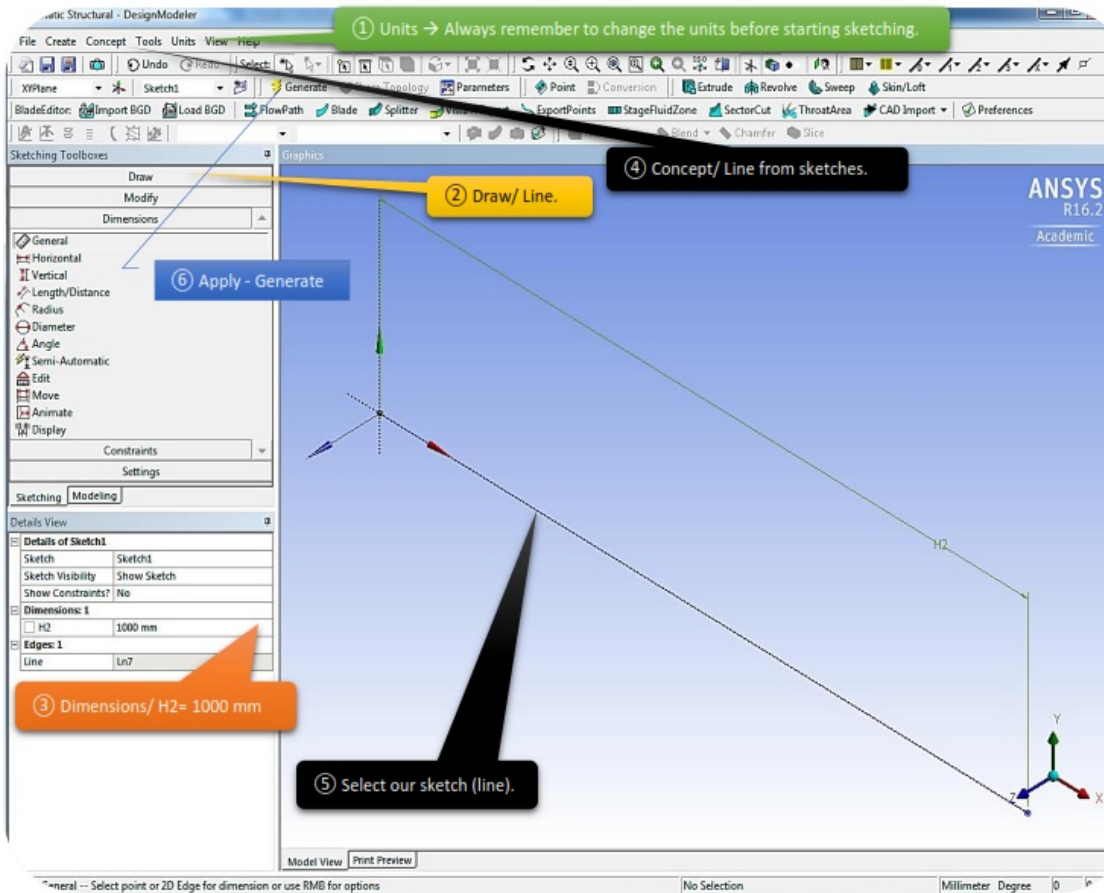 atic Structural - DesignModeler
① Units → Always remember to change the units before starting sketching.
File Create Concept Tools Units View Help
Undo Redo Select:
XYPlane Sketch1 Generate Share Topology Parameters Point Conversion Extrude Revolve Sweep Skin/Loft
BladeEditor: Import BGD Load BGD FlowPath Blade Splitter ExportPoints StageFluidZone SectorCut ThroatArea CAD Import Preferences
Blend Chamfer Slice
Sketching Toolboxes
Graphics
④ Concept/ Line from sketches.
Draw
② Draw/ Line.
Modify
Dimensions
General
Horizontal
Vertical
Length/Distance
Radius
Diameter
Angle
Semi-Automatic
Edit
Move
Animate
Display
⑥ Apply - Generate
Constraints
Settings
Sketching Modeling
ANSYS
R16.2
Academic
H2
Details View
Details of Sketch1
Sketch Sketch1
Sketch Visibility Show Sketch
Show Constraints? No
Dimensions: 1
H2 1000 mm
Edges: 1
Line Ln7
③ Dimensions/ H2= 1000 mm
⑤ Select our sketch (line).
Y
Z
X
Model View Print Preview
General -- Select point or 2D Edge for dimension or use RMB for options No Selection Millimeter Degree 0